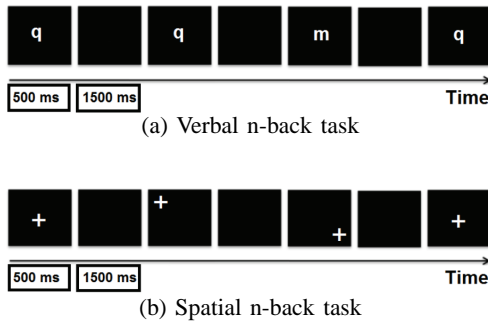 q q m q
500 ms 1500 ms Time
(a) Verbal n-back task
+ + + +
500 ms 1500 ms Time
(b) Spatial n-back task